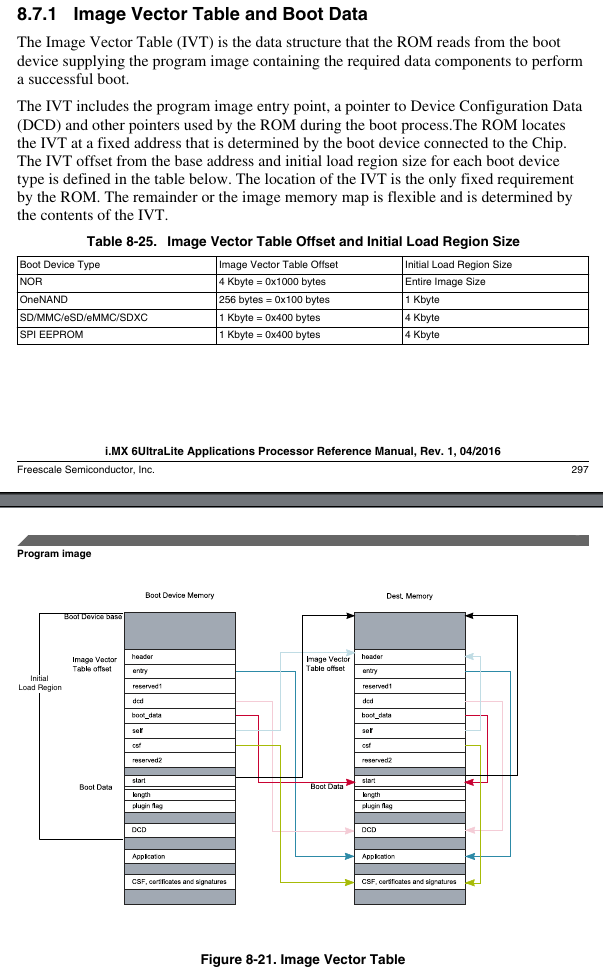 8.7.1 Image Vector Table and Boot Data
The Image Vector Table (IVT) is the data structure that the ROM reads from the boot
device supplying the program image containing the required data components to perform
a successful boot.
The IVT includes the program image entry point, a pointer to Device Configuration Data
(DCD) and other pointers used by the ROM during the boot process.The ROM locates
the IVT at a fixed address that is determined by the boot device connected to the Chip.
The IVT offset from the base address and initial load region size for each boot device
type is defined in the table below. The location of the IVT is the only fixed requirement
by the ROM. The remainder or the image memory map is flexible and is determined by
the contents of the IVT.
Table 8-25. Image Vector Table Offset and Initial Load Region Size
Boot Device Type Image Vector Table Offset Initial Load Region Size
NOR 4 Kbyte = 0x1000 bytes Entire Image Size
OneNAND 256 bytes = 0x100 bytes 1 Kbyte
SD/MMC/eSD/eMMC/SDXC 1 Kbyte = 0x400 bytes 4 Kbyte
SPI EEPROM 1 Kbyte = 0x400 bytes 4 Kbyte
i.MX 6UltraLite Applications Processor Reference Manual, Rev. 1, 04/2016
Freescale Semiconductor, Inc. 297
Program image
Boot Device Memory Dest. Memory
Boot Device base
Image Vector
Table offset
Initial
Load Region
Boot Data
header
entry
reserved1
dcd
boot_data
self
csf
reserved2
start
length
plugin flag
DCD
Application
CSF, certificates and signatures
Image Vector
Table offset
Boot Data
header
entry
reserved1
dcd
boot_data
self
csf
reserved2
start
length
plugin flag
DCD
Application
CSF, certificates and signatures
Figure 8-21. Image Vector Table